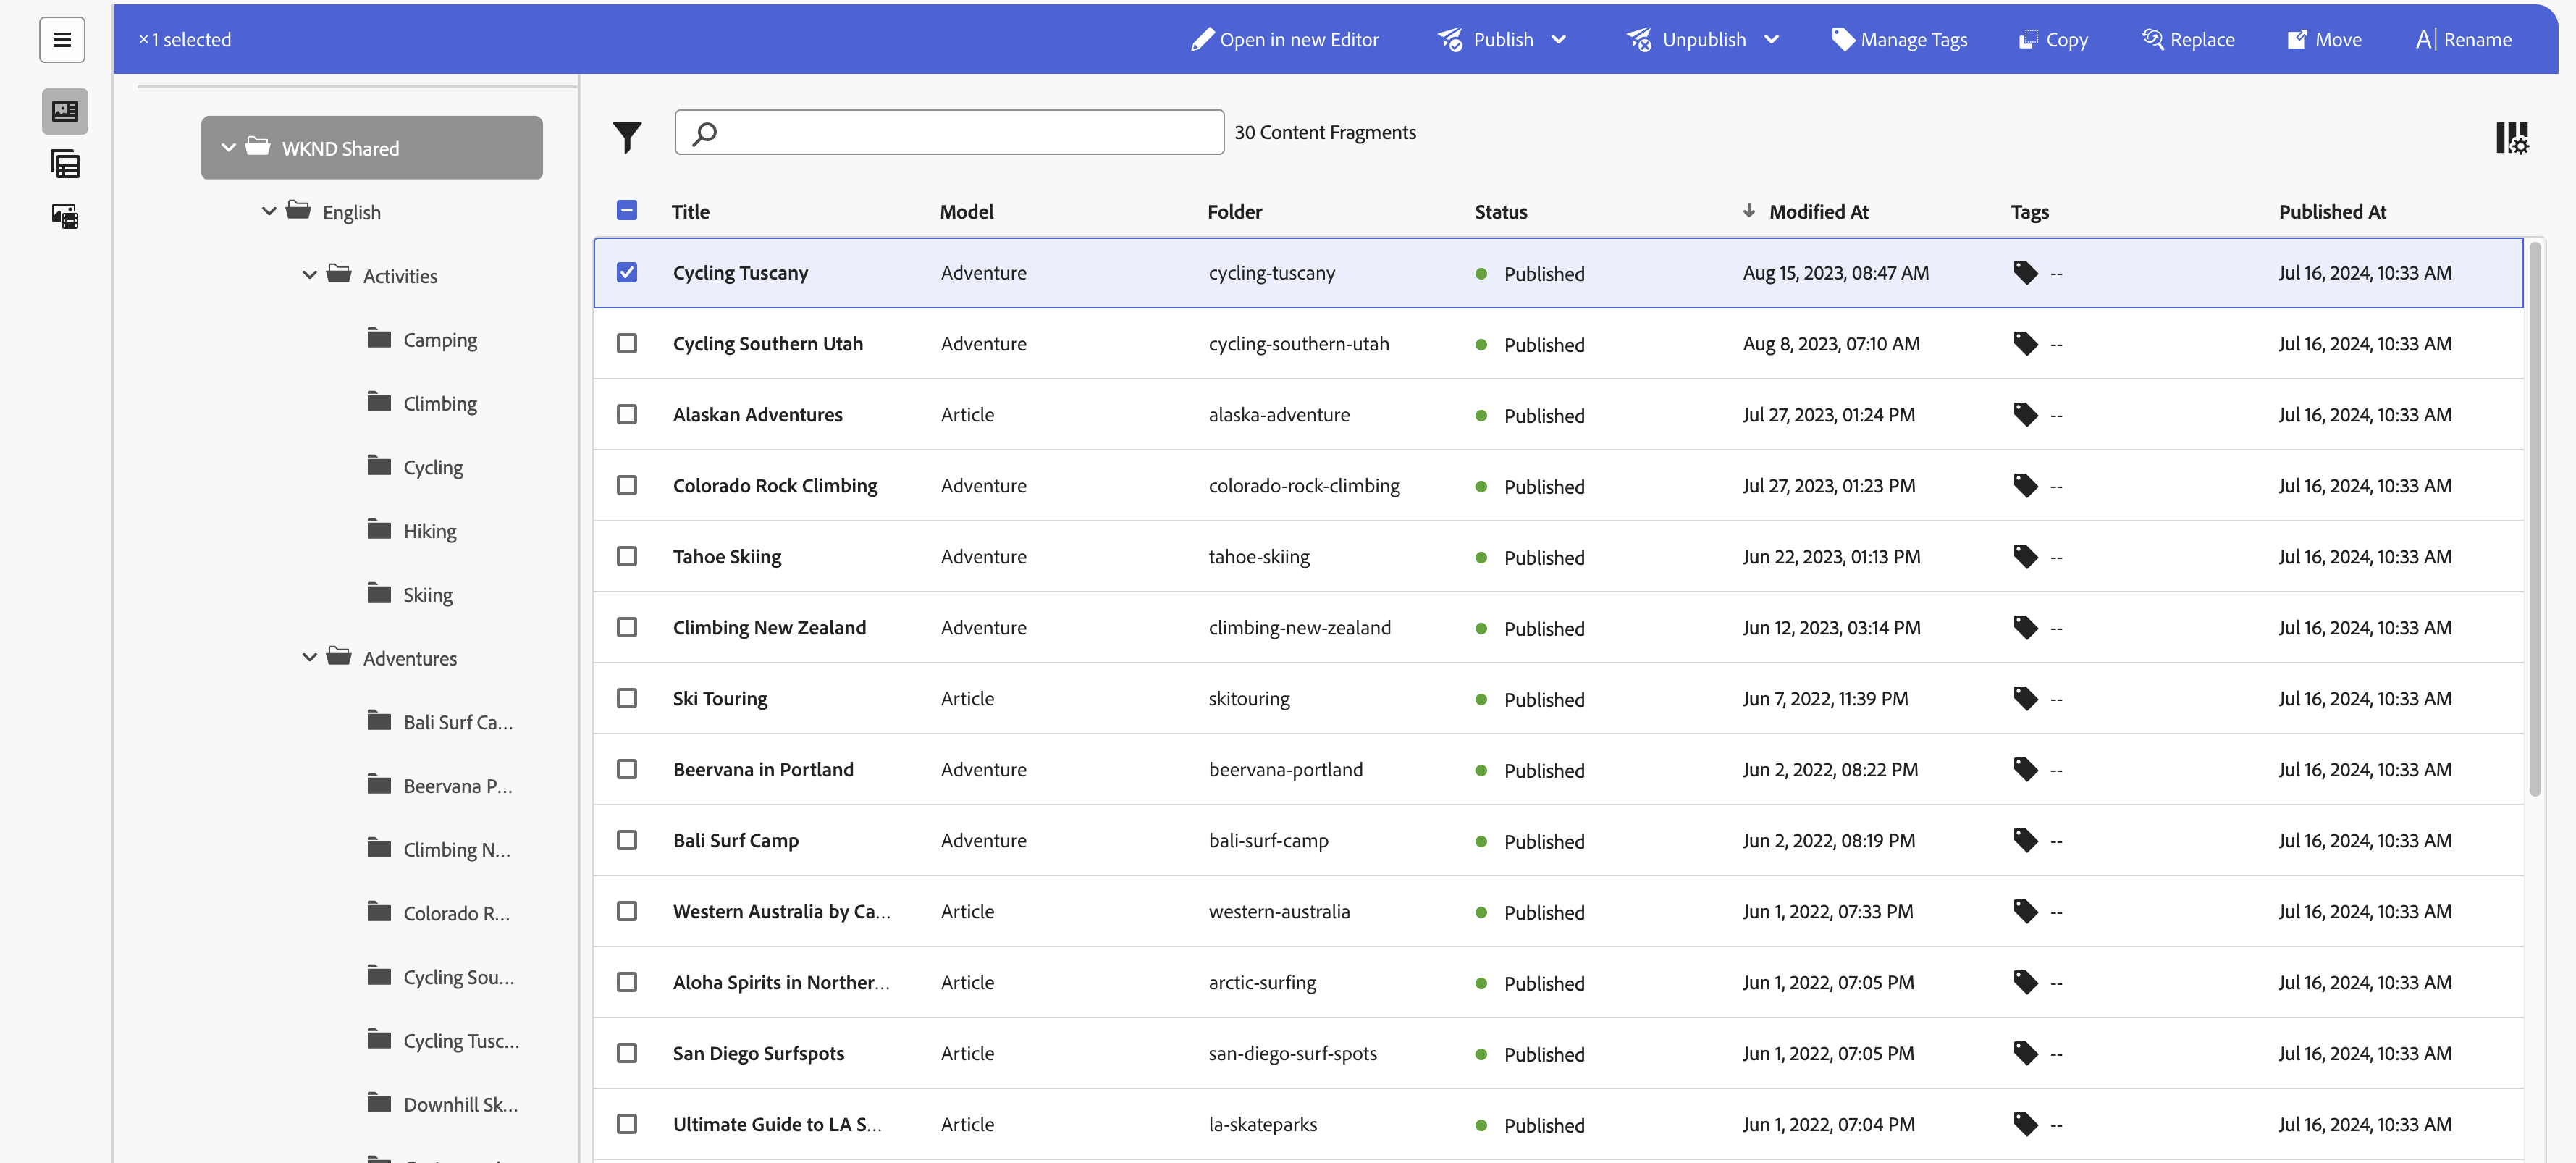 × 1 selected Open in new Editor Publish Unpublish Manage Tags Copy Replace Move Rename
WKND Shared
English
Activities
Camping
Climbing
Cycling
Hiking
Skiing
Adventures
Bali Surf Ca...
Beervana P...
Climbing N...
Colorado R...
Cycling Sou...
Cycling Tusc...
Downhill Sk...
30 Content Fragments
Title Model Folder Status Modified At Tags Published At
Cycling Tuscany Adventure cycling-tuscany Published Aug 15, 2023, 08:47 AM -- Jul 16, 2024, 10:33 AM
Cycling Southern Utah Adventure cycling-southern-utah Published Aug 8, 2023, 07:10 AM -- Jul 16, 2024, 10:33 AM
Alaskan Adventures Article alaska-adventure Published Jul 27, 2023, 01:24 PM -- Jul 16, 2024, 10:33 AM
Colorado Rock Climbing Adventure colorado-rock-climbing Published Jul 27, 2023, 01:23 PM -- Jul 16, 2024, 10:33 AM
Tahoe Skiing Adventure tahoe-skiing Published Jun 22, 2023, 01:13 PM -- Jul 16, 2024, 10:33 AM
Climbing New Zealand Adventure climbing-new-zealand Published Jun 12, 2023, 03:14 PM -- Jul 16, 2024, 10:33 AM
Ski Touring Article skitouring Published Jun 7, 2022, 11:39 PM -- Jul 16, 2024, 10:33 AM
Beervana in Portland Adventure beervana-portland Published Jun 2, 2022, 08:22 PM -- Jul 16, 2024, 10:33 AM
Bali Surf Camp Adventure bali-surf-camp Published Jun 2, 2022, 08:19 PM -- Jul 16, 2024, 10:33 AM
Western Australia by Ca... Article western-australia Published Jun 1, 2022, 07:33 PM -- Jul 16, 2024, 10:33 AM
Aloha Spirits in Norther... Article arctic-surfing Published Jun 1, 2022, 07:05 PM -- Jul 16, 2024, 10:33 AM
San Diego Surfspots Article san-diego-surf-spots Published Jun 1, 2022, 07:05 PM -- Jul 16, 2024, 10:33 AM
Ultimate Guide to LA S... Article la-skateparks Published Jun 1, 2022, 07:04 PM -- Jul 16, 2024, 10:33 AM